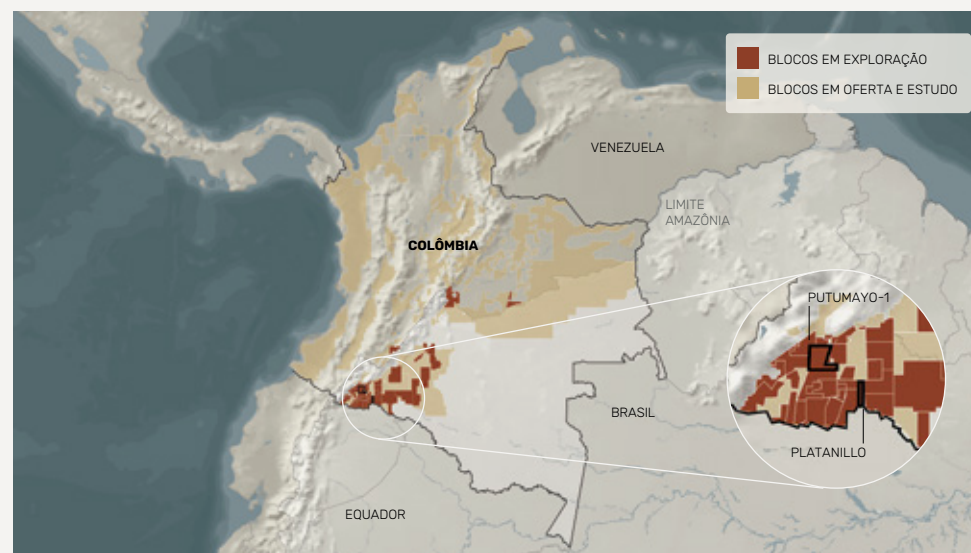 BLOCOS EM EXPLORAÇÃO
BLOCOS EM OFERTA E ESTUDO
VENEZUELA
LIMITE
AMAZÔNIA
COLÔMBIA
PUTUMAYO-1
BRASIL
PLATANILLO
EQUADOR